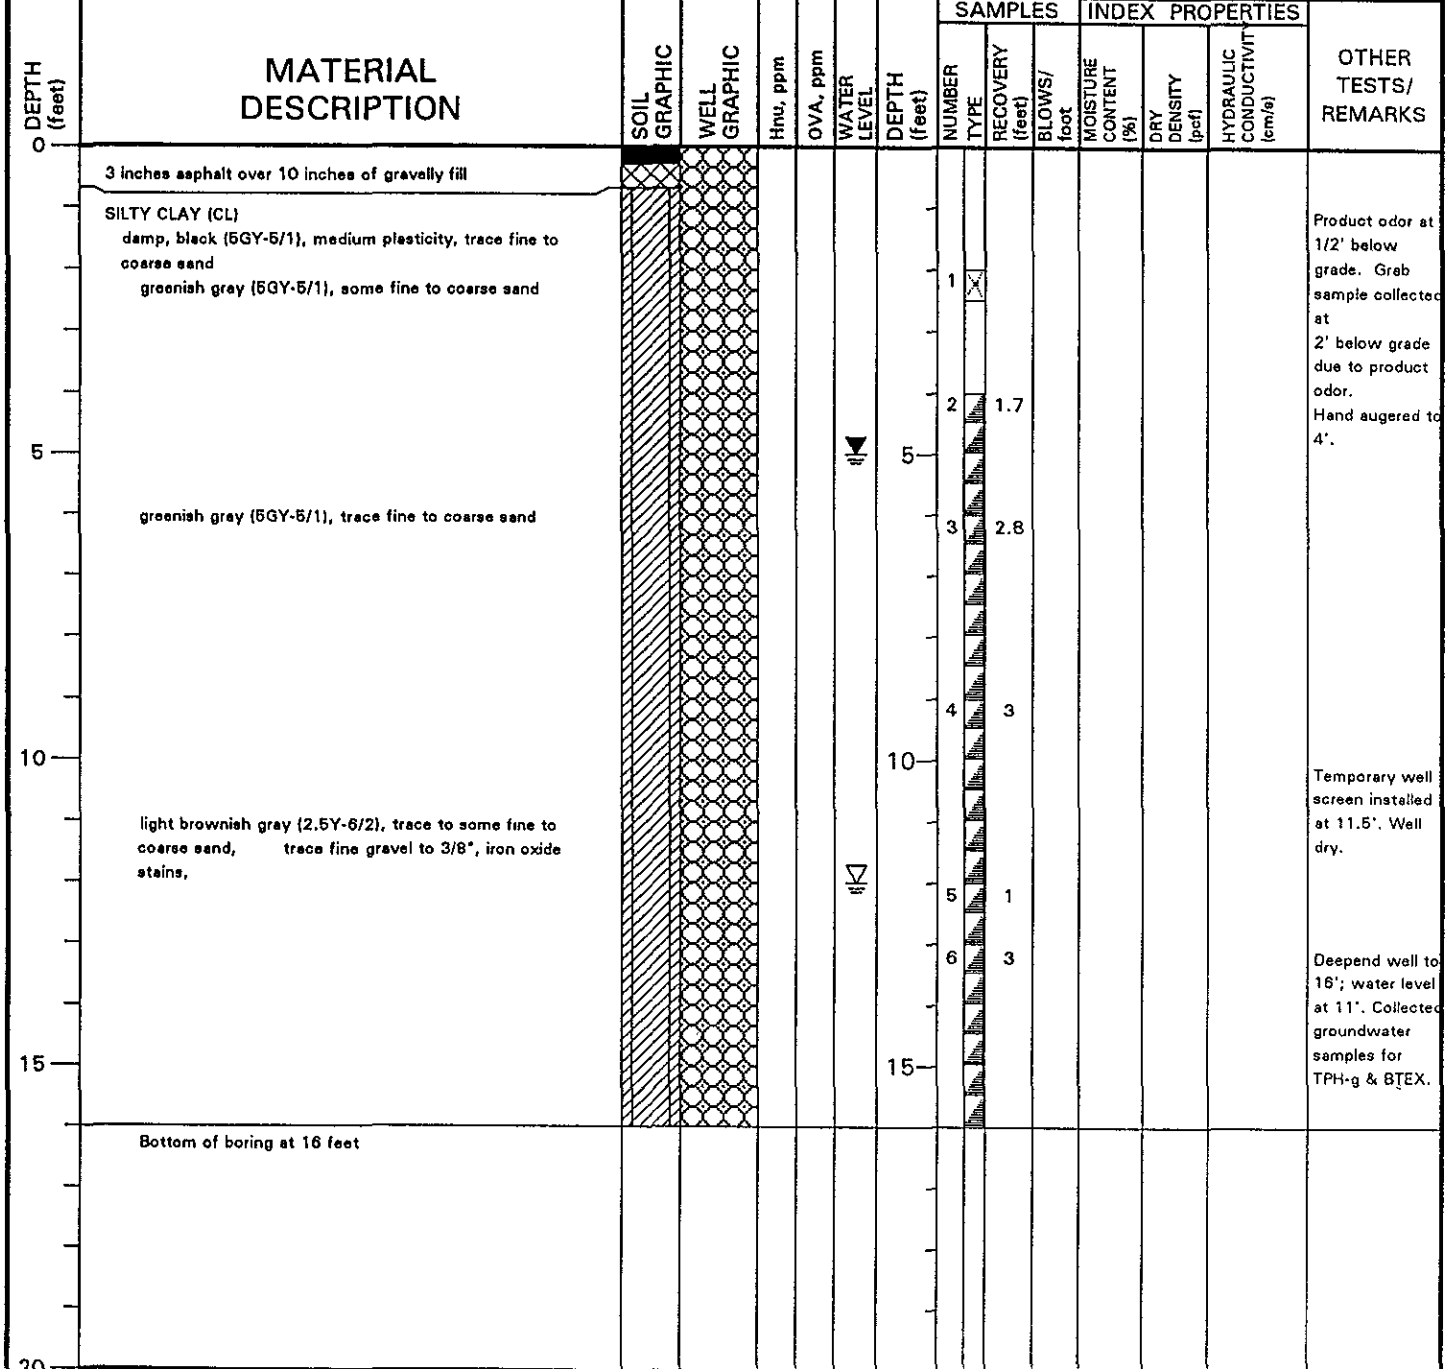 SAMPLES INDEX PROPERTIES
DEPTH (feet)
MATERIAL
DESCRIPTION
SOIL GRAPHIC
WELL GRAPHIC
Hnu, ppm
OVA, ppm
WATER LEVEL
DEPTH (feet)
NUMBER
TYPE
RECOVERY (feet)
BLOWS/ foot
MOISTURE CONTENT (%)
DRY DENSITY (pcf)
HYDRAULIC CONDUCTIVITY (cm/s)
OTHER
TESTS/
REMARKS
0
3 inches asphalt over 10 inches of gravelly fill
SILTY CLAY (CL)
damp, black (5GY-5/1), medium plasticity, trace fine to
coarse sand
greenish gray (5GY-5/1), some fine to coarse sand
1
Product odor at
1/2' below
grade. Grab
sample collected
at
2' below grade
due to product
odor.
Hand augered to
4'.
2 1.7
5 5
greenish gray (5GY-5/1), trace fine to coarse sand
3 2.8
4 3
10 10
Temporary well
screen installed
at 11.5'. Well
dry.
light brownish gray (2.5Y-6/2), trace to some fine to
coarse sand, trace fine gravel to 3/8", iron oxide
stains,
5 1
6 3
Deepend well to
16'; water level
at 11'. Collected
groundwater
samples for
TPH-g & BTEX.
15 15
Bottom of boring at 16 feet
20